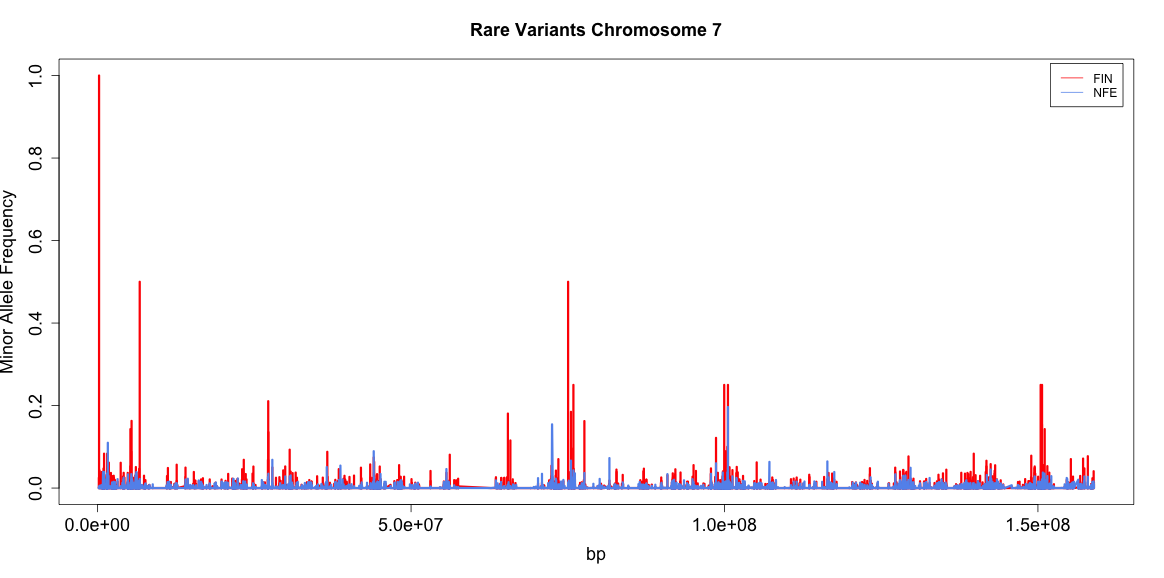 Rare Variants Chromosome 7
FIN
NFE
Minor Allele Frequency
1.0
0.8
0.6
0.4
0.2
0.0
0.0e+00
5.0e+07
1.0e+08
1.5e+08
bp